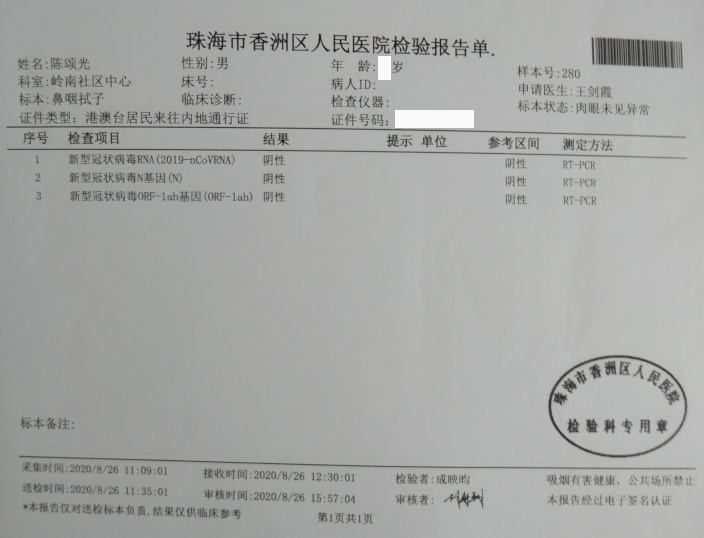 珠海市香洲区人民医院检验报告单.
姓名:陈颂光 性别:男 年 龄: 岁 样本号:280
科室:岭南社区中心 床号: 病人ID: 申请医生:王剑霞
标本:鼻咽拭子 临床诊断: 检查仪器: 标本状态:肉眼未见异常
证件类型: 港澳台居民来往内地通行证 证件号码:
序号 检查项目 结果 提示 单位 参考区间 测定方法
1 新型冠状病毒RNA(2019-nCoVRNA) 阴性 阴性 RT-PCR
2 新型冠状病毒N基因(N) 阴性 阴性 RT-PCR
3 新型冠状病毒ORF-1ab基因(ORF-1ab) 阴性 阴性 RT-PCR
珠海市香洲区人民医院
检验科专用章
标本备注:
采集时间:2020/8/26 11:09:01 接收时间:2020/8/26 12:30:01 检验者:成映昀 吸烟有害健康、公共场所禁止
送检时间:2020/8/26 11:35:01 审核时间:2020/8/26 15:57:04 审核者: 本报告经过电子签名认证
*本报告仅对送检标本负责,结果仅供临床参考 第1页共1页